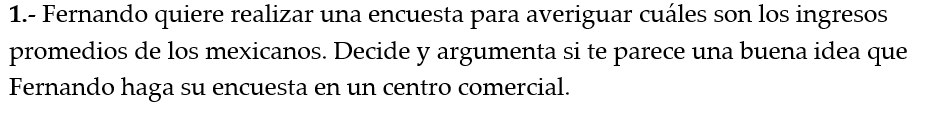 1.- Fernando quiere realizar una encuesta para averiguar cuáles son los ingresos
promedios de los mexicanos. Decide y argumenta si te parece una buena idea que
Fernando haga su encuesta en un centro comercial.